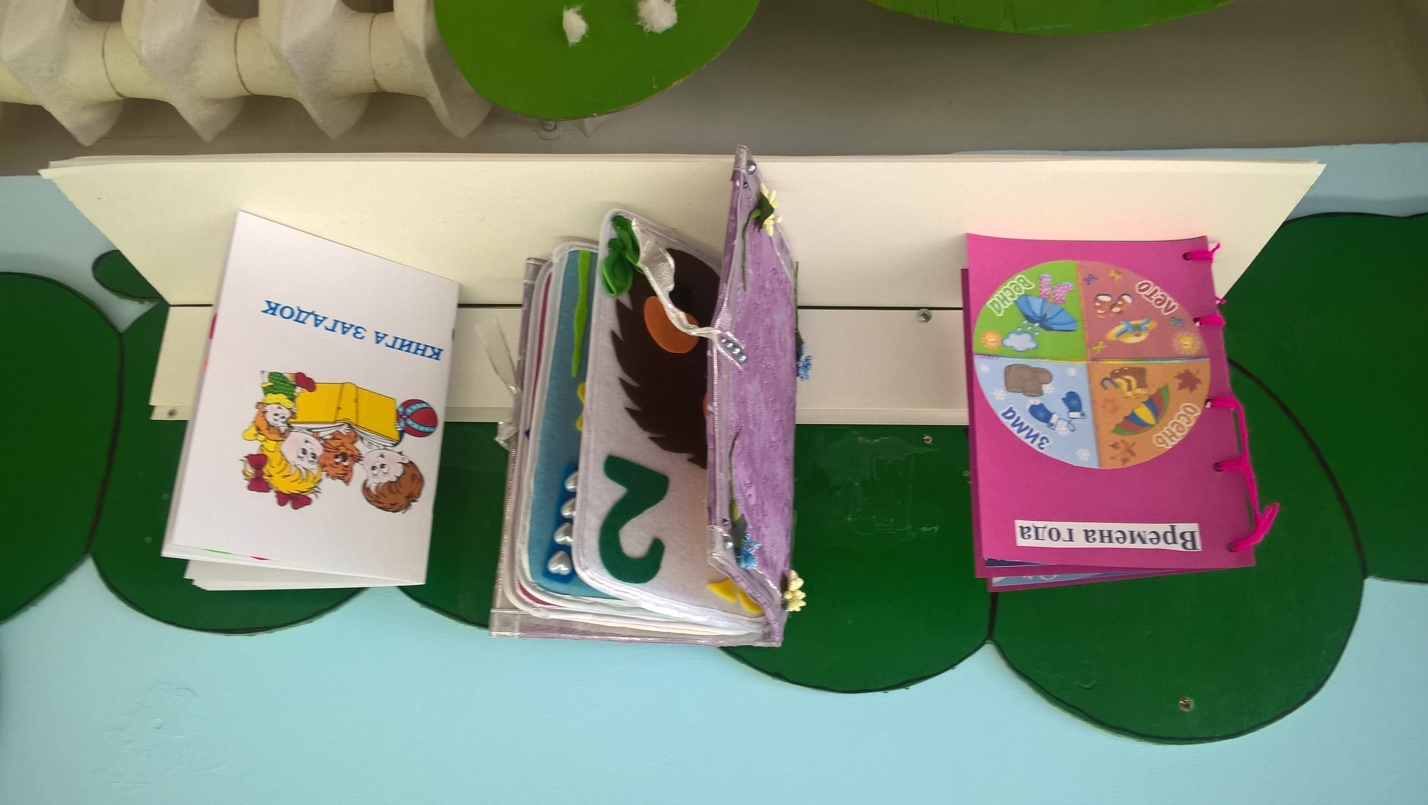 Времена года
Осень
Зима
Лето
Весна
2
КНИГА ЗАГАДОК